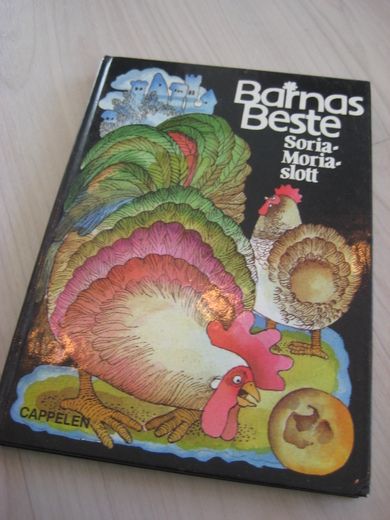 Barnas
Beste
Soria-
Moria-
slott
CAPPELEN